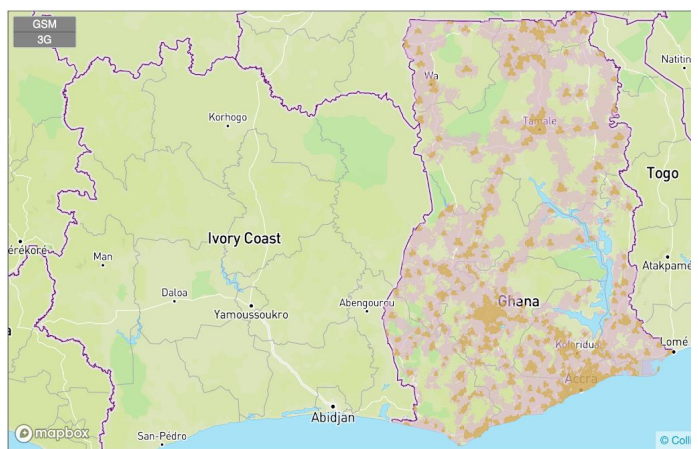 GSM
3G
Natitin
Wa
Korhogo
Tamale
Togo
Ivory Coast
érékoré
Man
Atakpamé
Daloa
Abengourou
Ghana
Yamoussoukro
Koforidua
Lomé
a
Accra
Abidjan
mapbox
San-Pédro
© Colli